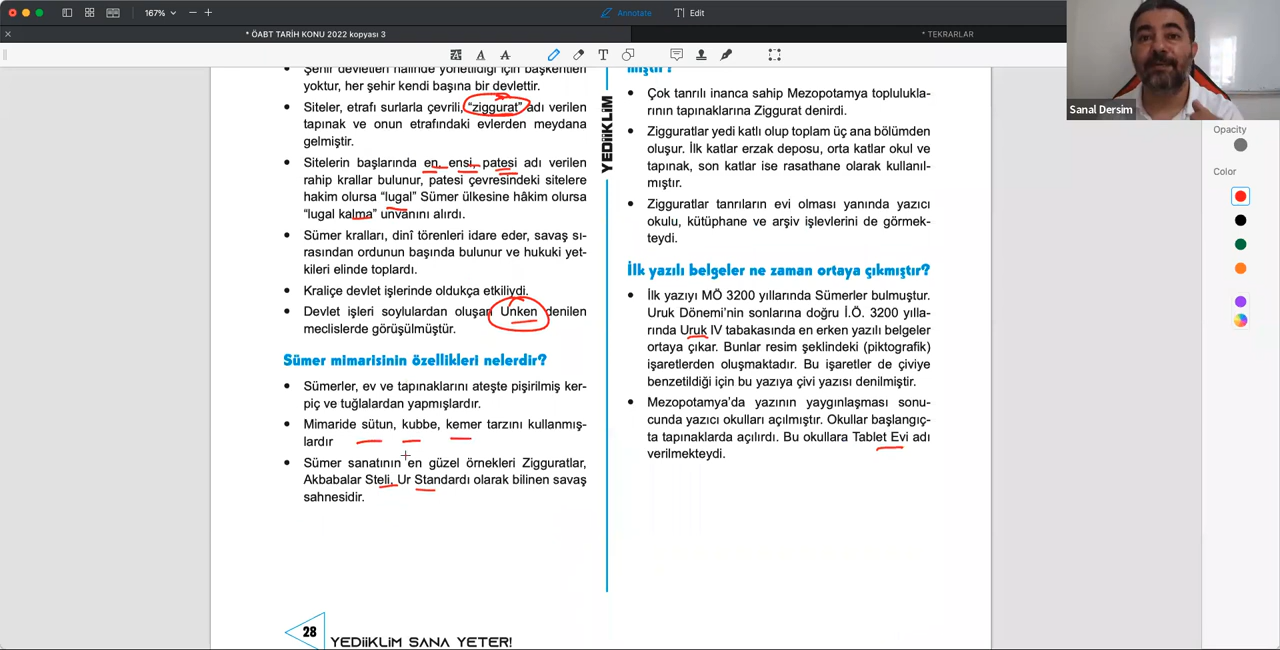 167%
Annotate
Edit
* ÖABT TARİH KONU 2022 kopyası 3
* TEKRARLAR
Sanal Dersim
Opacity
Color
Şehir devletleri halinde yönetildiği için başkentleri
yoktur, her şehir kendi başına bir devlettir.
Siteler, etrafı surlarla çevrili, “ziggurat” adı verilen
tapınak ve onun etrafındaki evlerden meydana
gelmiştir.
Sitelerin başlarında en, ensi, patesi adı verilen
rahip krallar bulunur, patesi çevresindeki sitelere
hakim olursa “lugal” Sümer ülkesine hâkim olursa
“lugal kalma” unvanını alırdı.
Sümer kralları, dinî törenleri idare eder, savaş sı-
rasından ordunun başında bulunur ve hukuki yet-
kileri elinde toplardı.
Kraliçe devlet işlerinde oldukça etkiliydi.
Devlet işleri soylulardan oluşan Unken denilen
meclislerde görüşülmüştür.
Sümer mimarisinin özellikleri nelerdir?
Sümerler, ev ve tapınaklarını ateşte pişirilmiş ker-
piç ve tuğlalardan yapmışlardır.
Mimaride sütun, kubbe, kemer tarzını kullanmış-
lardır
Sümer sanatının en güzel örnekleri Zigguratlar,
Akbabalar Steli, Ur Standardı olarak bilinen savaş
sahnesidir.
28
YEDiiKLiM SANA YETER!
YEDiiKLiM
mıştır?
Çok tanrılı inanca sahip Mezopotamya toplulukla-
rının tapınaklarına Ziggurat denirdi.
Zigguratlar yedi katlı olup toplam üç ana bölümden
oluşur. İlk katlar erzak deposu, orta katlar okul ve
tapınak, son katlar ise rasathane olarak kullanıl-
mıştır.
Zigguratlar tanrıların evi olması yanında yazıcı
okulu, kütüphane ve arşiv işlevlerini de görmek-
teydi.
İlk yazılı belgeler ne zaman ortaya çıkmıştır?
İlk yazıyı MÖ 3200 yıllarında Sümerler bulmuştur.
Uruk Dönemi’nin sonlarına doğru İ.Ö. 3200 yılla-
rında Uruk IV tabakasında en erken yazılı belgeler
ortaya çıkar. Bunlar resim şeklindeki (piktografik)
işaretlerden oluşmaktadır. Bu işaretler de çiviye
benzetildiği için bu yazıya çivi yazısı denilmiştir.
Mezopotamya’da yazının yaygınlaşması sonu-
cunda yazıcı okulları açılmıştır. Okullar başlangıç-
ta tapınaklarda açılırdı. Bu okullara Tablet Evi adı
verilmekteydi.